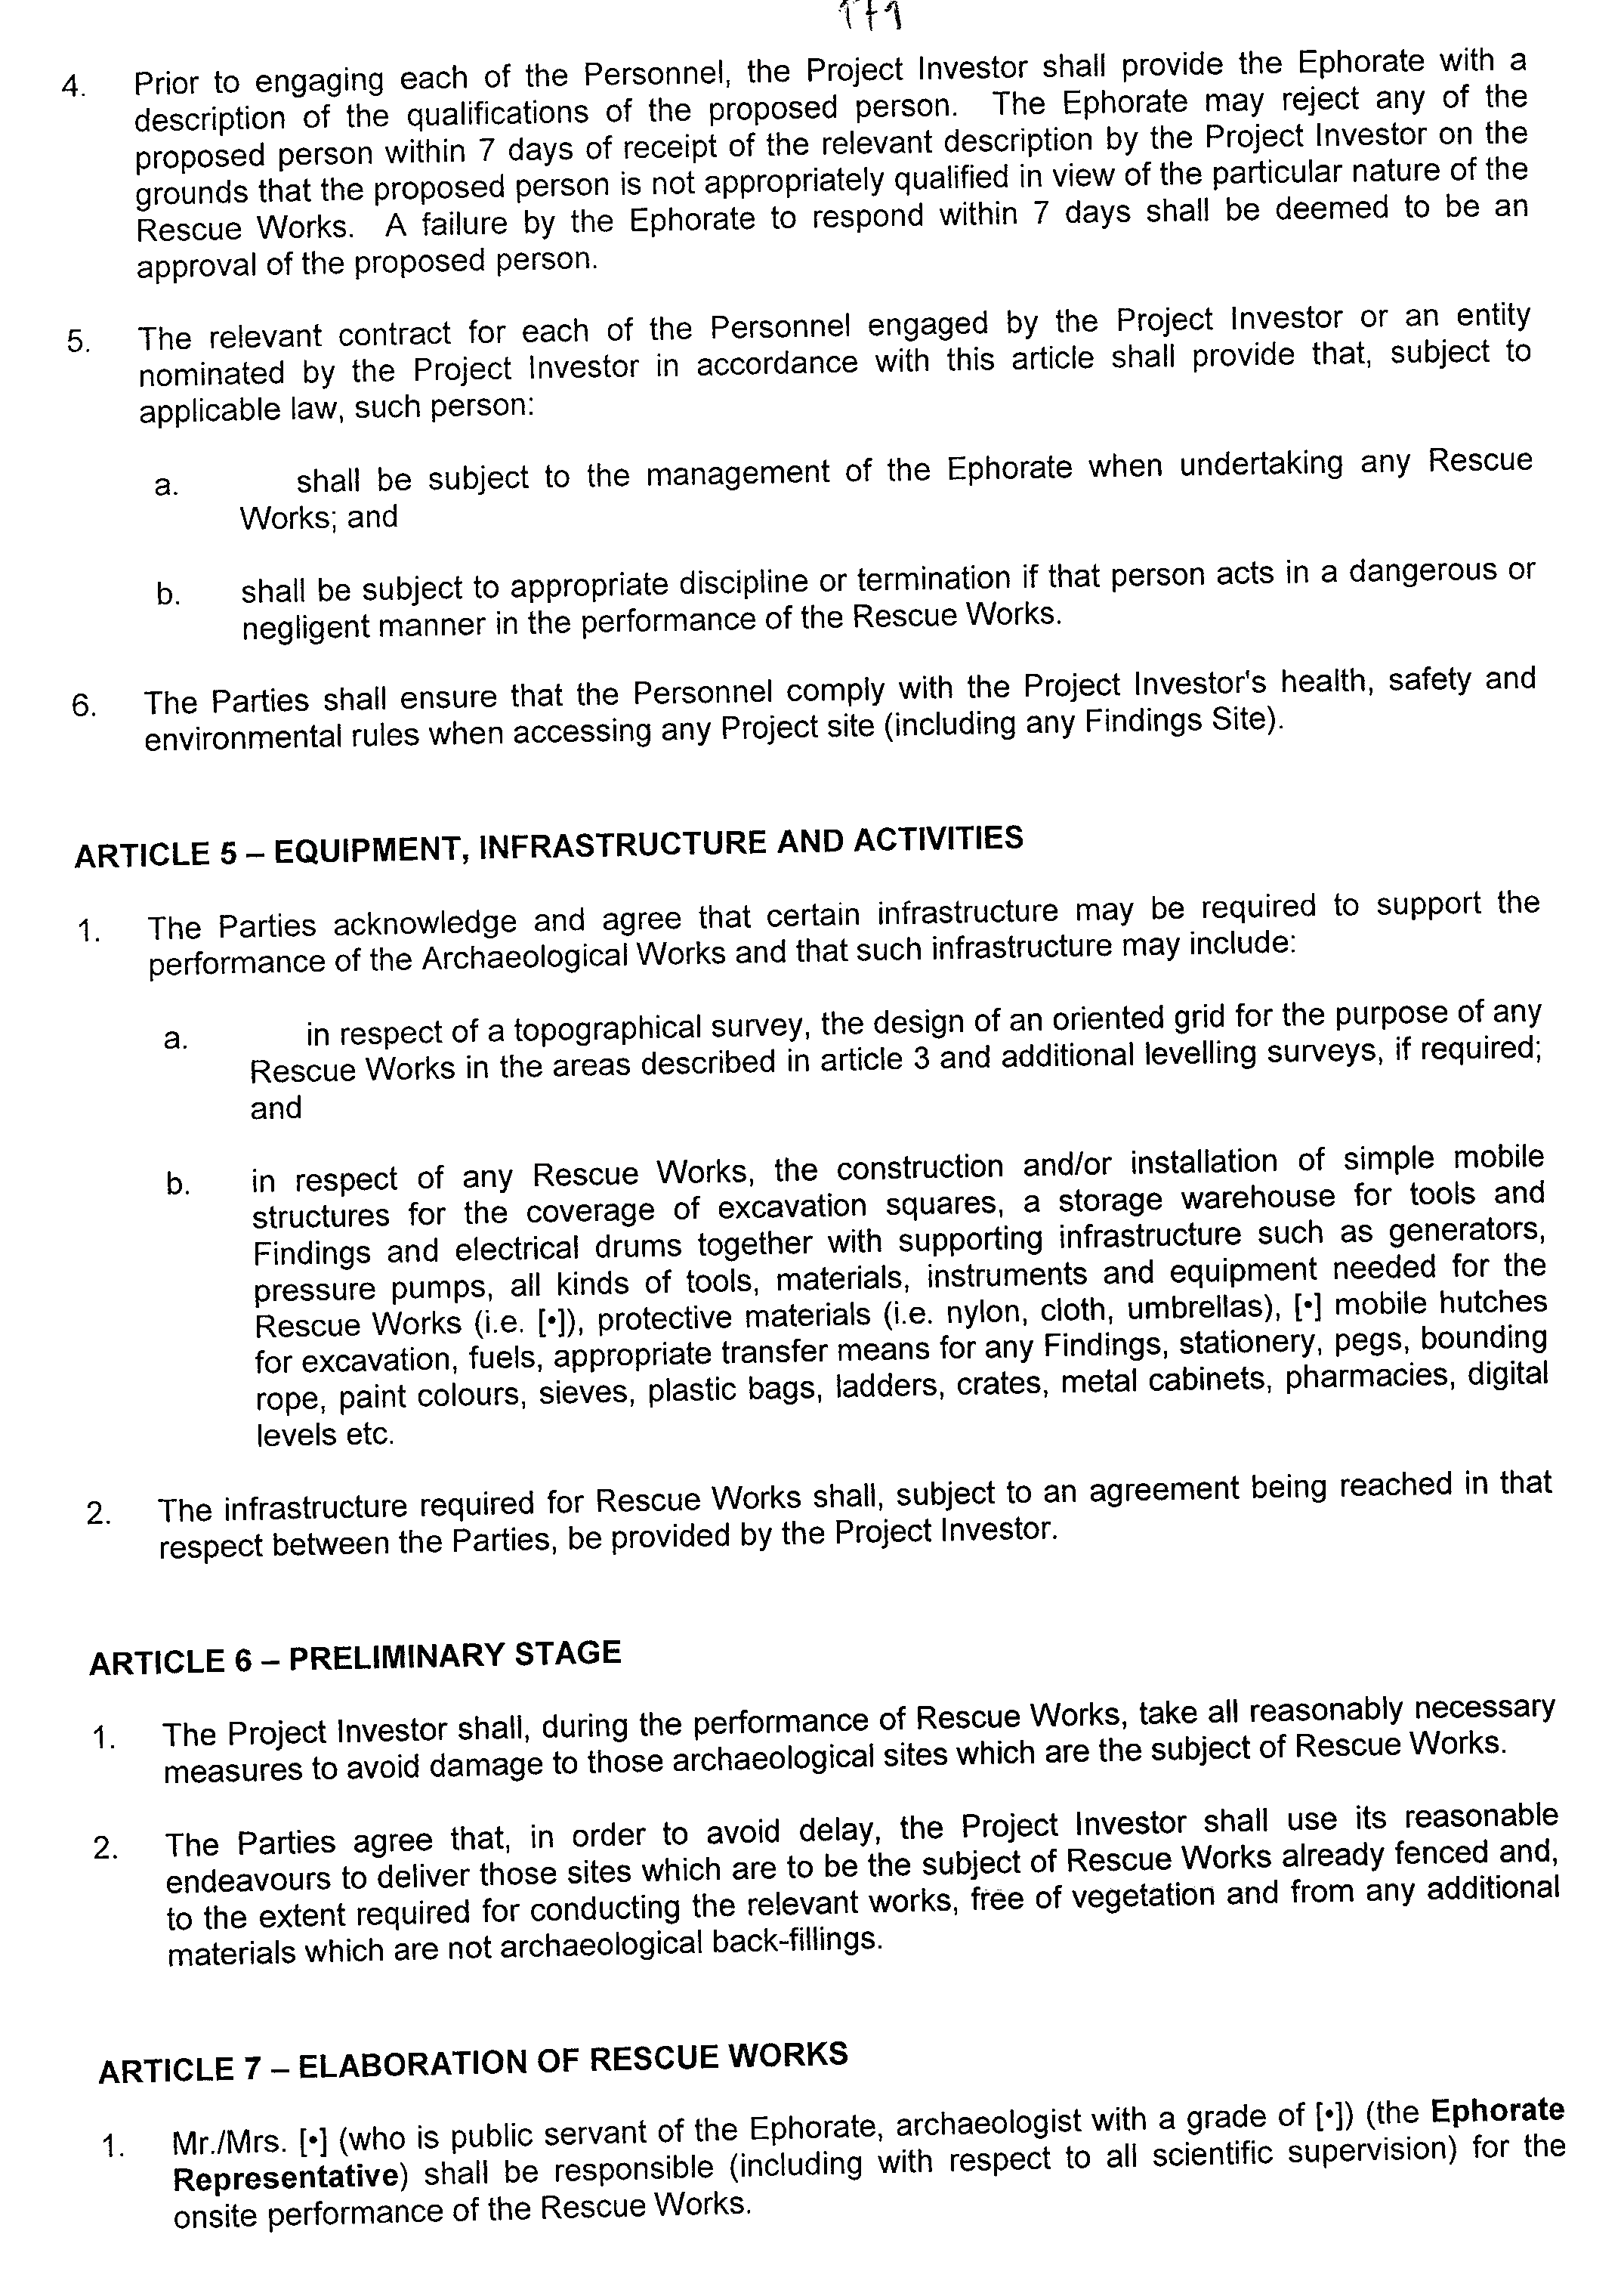 171
4. Prior to engaging each of the Personnel, the Project Investor shall provide the Ephorate with a
description of the qualifications of the proposed person. The Ephorate may reject any of the
proposed person within 7 days of receipt of the relevant description by the Project Investor on the
grounds that the proposed person is not appropriately qualified in view of the particular nature of the
Rescue Works. A failure by the Ephorate to respond within 7 days shall be deemed to be an
approval of the proposed person.
5. The relevant contract for each of the Personnel engaged by the Project Investor or an entity
nominated by the Project Investor in accordance with this article shall provide that, subject to
applicable law, such person:
a. shall be subject to the management of the Ephorate when undertaking any Rescue
Works; and
b. shall be subject to appropriate discipline or termination if that person acts in a dangerous or
negligent manner in the performance of the Rescue Works.
6. The Parties shall ensure that the Personnel comply with the Project Investor's health, safety and
environmental rules when accessing any Project site (including any Findings Site).
ARTICLE 5 – EQUIPMENT, INFRASTRUCTURE AND ACTIVITIES
1. The Parties acknowledge and agree that certain infrastructure may be required to support the
performance of the Archaeological Works and that such infrastructure may include:
a. in respect of a topographical survey, the design of an oriented grid for the purpose of any
Rescue Works in the areas described in article 3 and additional levelling surveys, if required;
and
b. in respect of any Rescue Works, the construction and/or installation of simple mobile
structures for the coverage of excavation squares, a storage warehouse for tools and
Findings and electrical drums together with supporting infrastructure such as generators,
pressure pumps, all kinds of tools, materials, instruments and equipment needed for the
Rescue Works (i.e. [•]), protective materials (i.e. nylon, cloth, umbrellas), [•] mobile hutches
for excavation, fuels, appropriate transfer means for any Findings, stationery, pegs, bounding
rope, paint colours, sieves, plastic bags, ladders, crates, metal cabinets, pharmacies, digital
levels etc.
2. The infrastructure required for Rescue Works shall, subject to an agreement being reached in that
respect between the Parties, be provided by the Project Investor.
ARTICLE 6 – PRELIMINARY STAGE
1. The Project Investor shall, during the performance of Rescue Works, take all reasonably necessary
measures to avoid damage to those archaeological sites which are the subject of Rescue Works.
2. The Parties agree that, in order to avoid delay, the Project Investor shall use its reasonable
endeavours to deliver those sites which are to be the subject of Rescue Works already fenced and,
to the extent required for conducting the relevant works, free of vegetation and from any additional
materials which are not archaeological back-fillings.
ARTICLE 7 – ELABORATION OF RESCUE WORKS
1. Mr./Mrs. [•] (who is public servant of the Ephorate, archaeologist with a grade of [•]) (the Ephorate
Representative) shall be responsible (including with respect to all scientific supervision) for the
onsite performance of the Rescue Works.